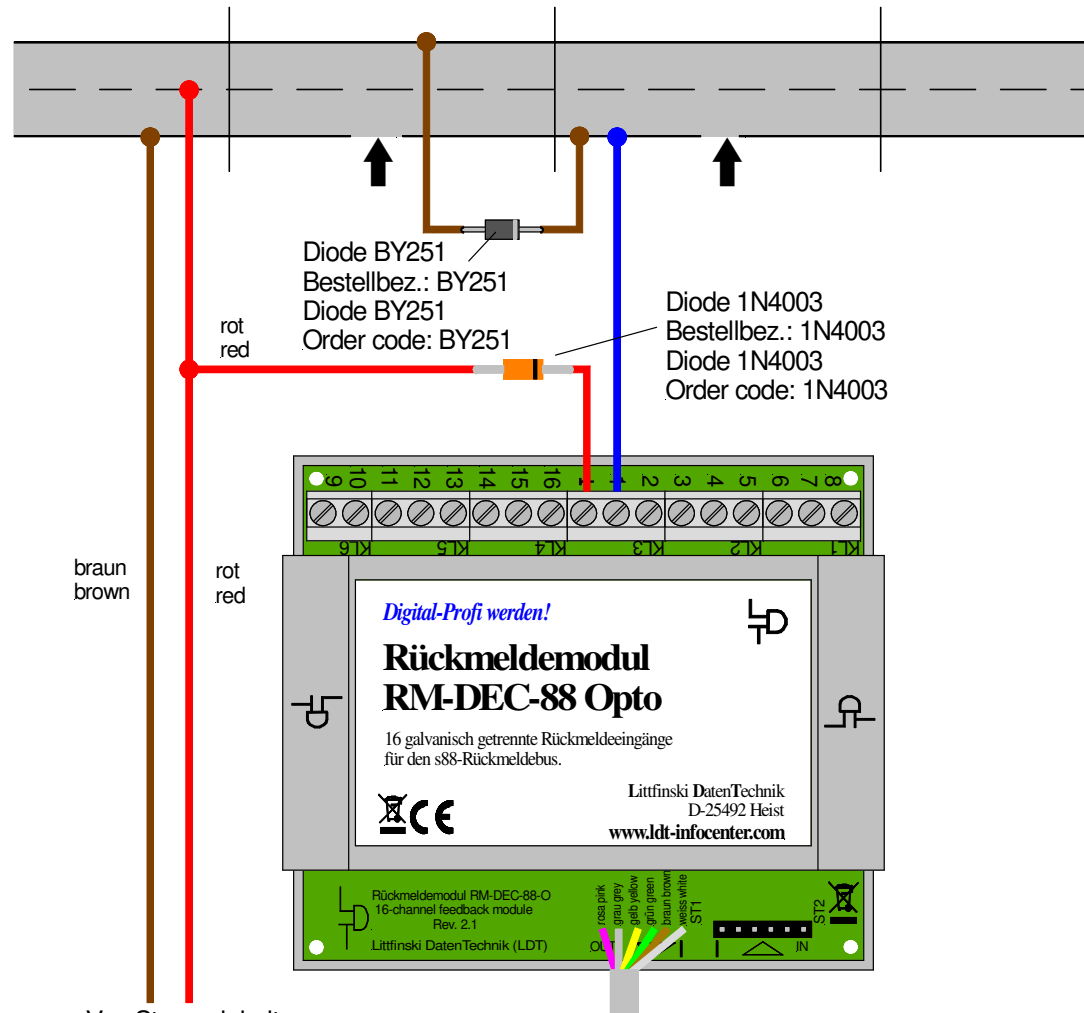 Diode BY251
Bestellbez.: BY251
Diode BY251
Order code: BY251
Diode 1N4003
Bestellbez.: 1N4003
Diode 1N4003
Order code: 1N4003
rot
red
9 10 11 12 13 14 15 16 1 2 3 4 5 6 7 8
KL6 KL5 KL4 KL3 KL2 KL1
braun
brown
rot
red
Digital-Profi werden!
Rückmeldemodul
RM-DEC-88 Opto
16 galvanisch getrennte Rückmeldeeingänge
für den s88-Rückmeldebus.
CE
Littfinski DatenTechnik
D-25492 Heist
www.ldt-infocenter.com
Rückmeldemodul RM-DEC-88-O
16-channel feedback module
Rev. 2.1
Littfinski DatenTechnik (LDT)
rosa pink
grau grey
gelb yellow
grün green
braun brown
weiss white
ST1
ST2
IN